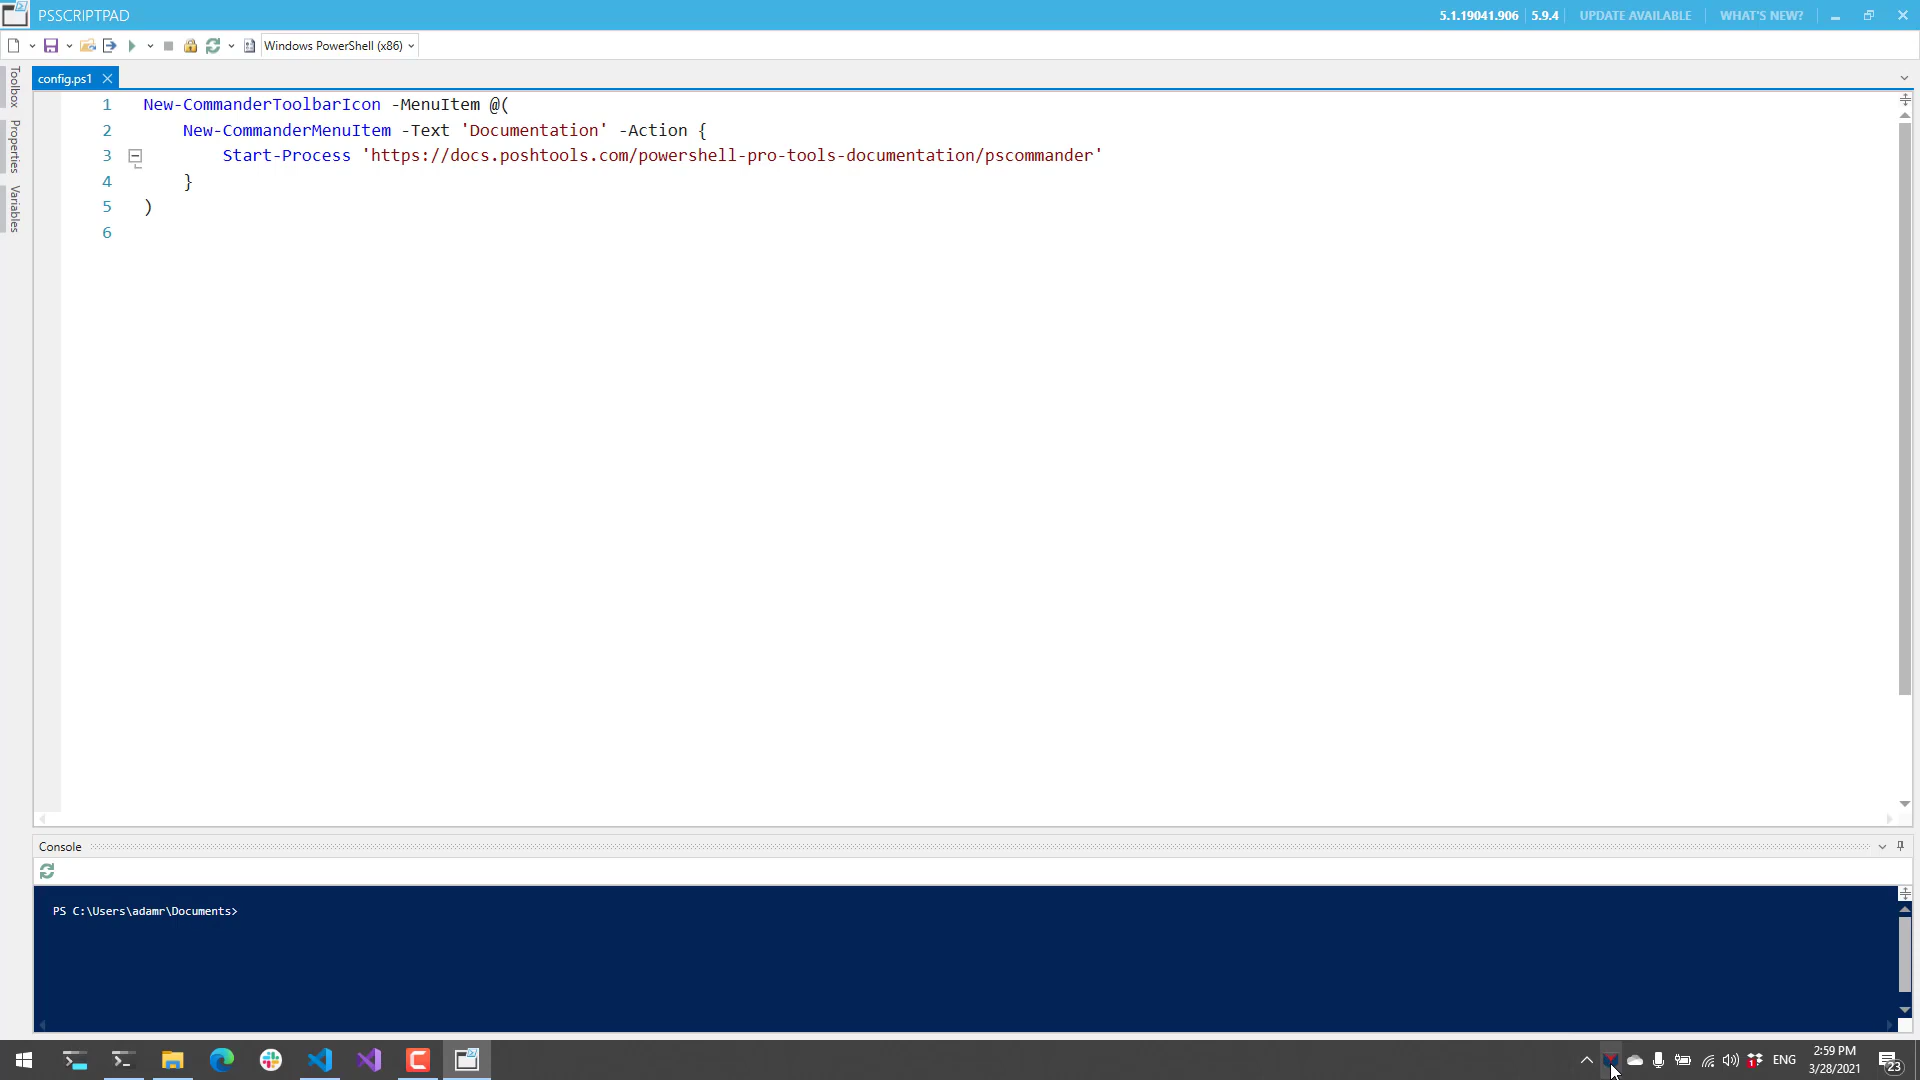 PSSCRIPTPAD
5.1.19041.906 5.9.4 UPDATE AVAILABLE WHAT'S NEW?
Windows PowerShell (x86)
config.ps1
Toolbox
Properties
Variables
1 New-CommanderToolbarIcon -MenuItem @(
2 New-CommanderMenuItem -Text 'Documentation' -Action {
3 Start-Process 'https://docs.poshtools.com/powershell-pro-tools-documentation/pscommander'
4 }
5 )
6
Console
PS C:\Users\adamr\Documents>
ENG
2:59 PM
3/28/2021
23